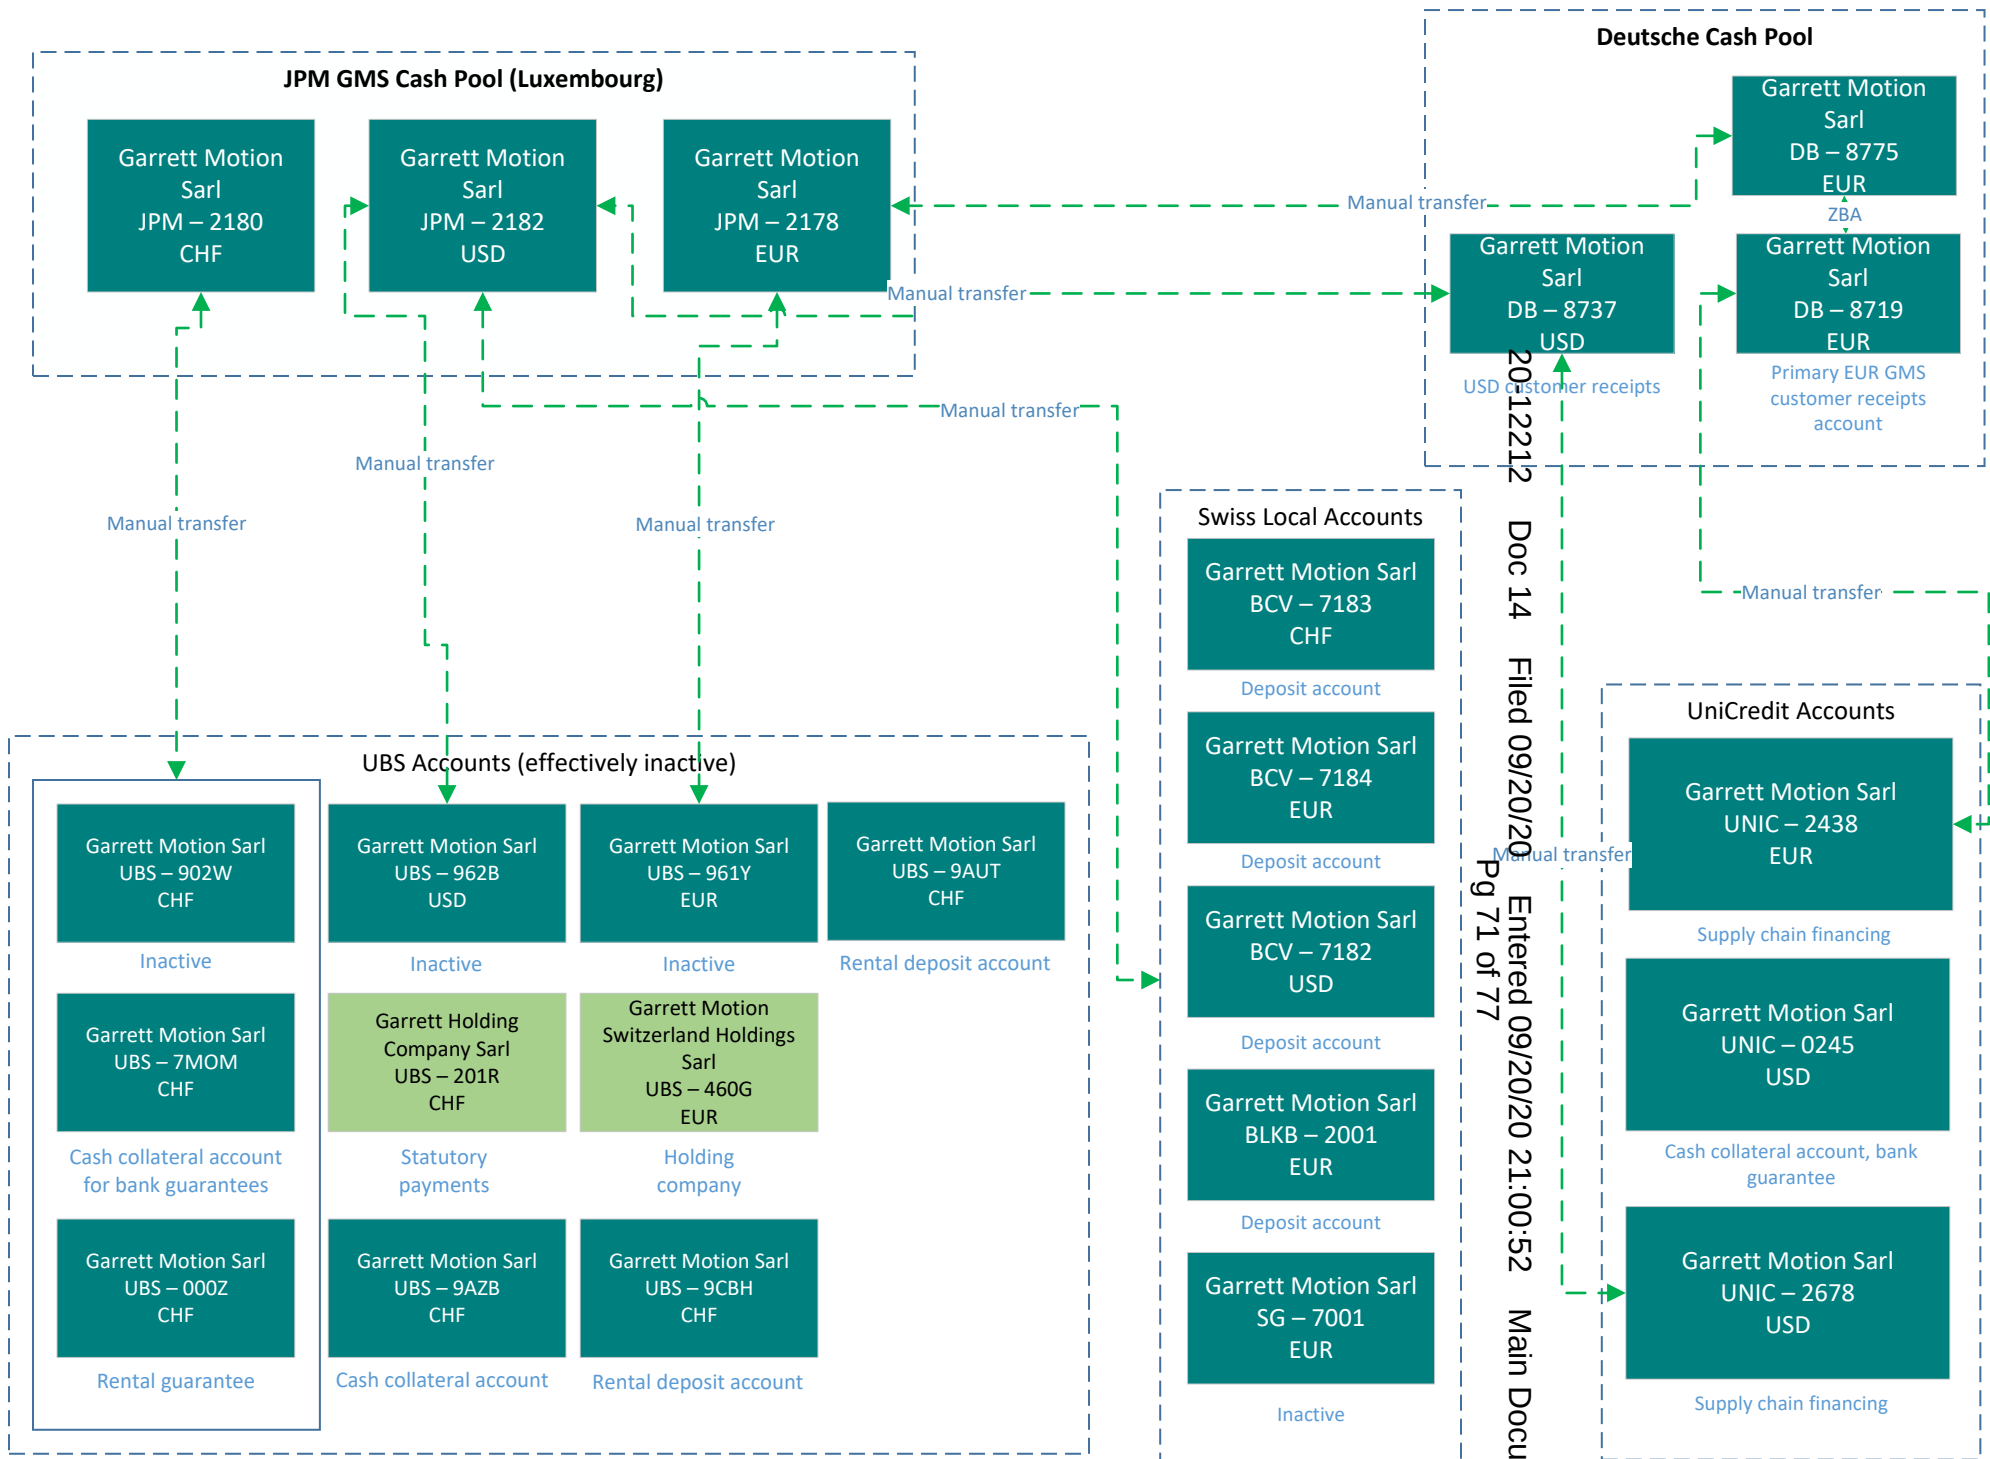 JPM GMS Cash Pool (Luxembourg)
Garrett Motion
Sarl
JPM – 2180
CHF
Garrett Motion
Sarl
JPM – 2182
USD
Garrett Motion
Sarl
JPM – 2178
EUR
Deutsche Cash Pool
Garrett Motion
Sarl
DB – 8775
EUR
ZBA
Garrett Motion
Sarl
DB – 8737
USD
USD customer receipts
Garrett Motion
Sarl
DB – 8719
EUR
Primary EUR GMS
customer receipts
account
Manual transfer
Manual transfer
Manual transfer
Manual transfer
Manual transfer
Manual transfer
Manual transfer
Manual transfer
UBS Accounts (effectively inactive)
Garrett Motion Sarl
UBS – 902W
CHF
Inactive
Garrett Motion Sarl
UBS – 962B
USD
Inactive
Garrett Motion Sarl
UBS – 961Y
EUR
Inactive
Garrett Motion Sarl
UBS – 9AUT
CHF
Rental deposit account
Garrett Motion Sarl
UBS – 7MOM
CHF
Cash collateral account
for bank guarantees
Garrett Holding
Company Sarl
UBS – 201R
CHF
Statutory
payments
Garrett Motion
Switzerland Holdings
Sarl
UBS – 460G
EUR
Holding
company
Garrett Motion Sarl
UBS – 000Z
CHF
Rental guarantee
Garrett Motion Sarl
UBS – 9AZB
CHF
Cash collateral account
Garrett Motion Sarl
UBS – 9CBH
CHF
Rental deposit account
Swiss Local Accounts
Garrett Motion Sarl
BCV – 7183
CHF
Deposit account
Garrett Motion Sarl
BCV – 7184
EUR
Deposit account
Garrett Motion Sarl
BCV – 7182
USD
Deposit account
Garrett Motion Sarl
BLKB – 2001
EUR
Deposit account
Garrett Motion Sarl
SG – 7001
EUR
Inactive
UniCredit Accounts
Garrett Motion Sarl
UNIC – 2438
EUR
Supply chain financing
Garrett Motion Sarl
UNIC – 0245
USD
Cash collateral account, bank
guarantee
Garrett Motion Sarl
UNIC – 2678
USD
Supply chain financing
20-12212 Doc 14 Filed 09/20/20 Entered 09/20/20 21:00:52 Main Docu
Pg 71 of 77